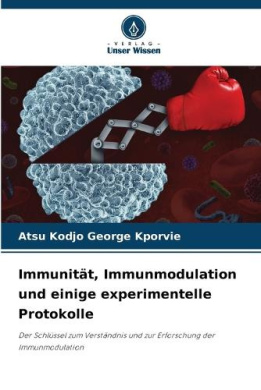 - VERLAG -
Unser Wissen
Atsu Kodjo George Kporvie
Immunität, Immunmodulation
und einige experimentelle
Protokolle
Der Schlüssel zum Verständnis und zur Erforschung der
Immunmodulation